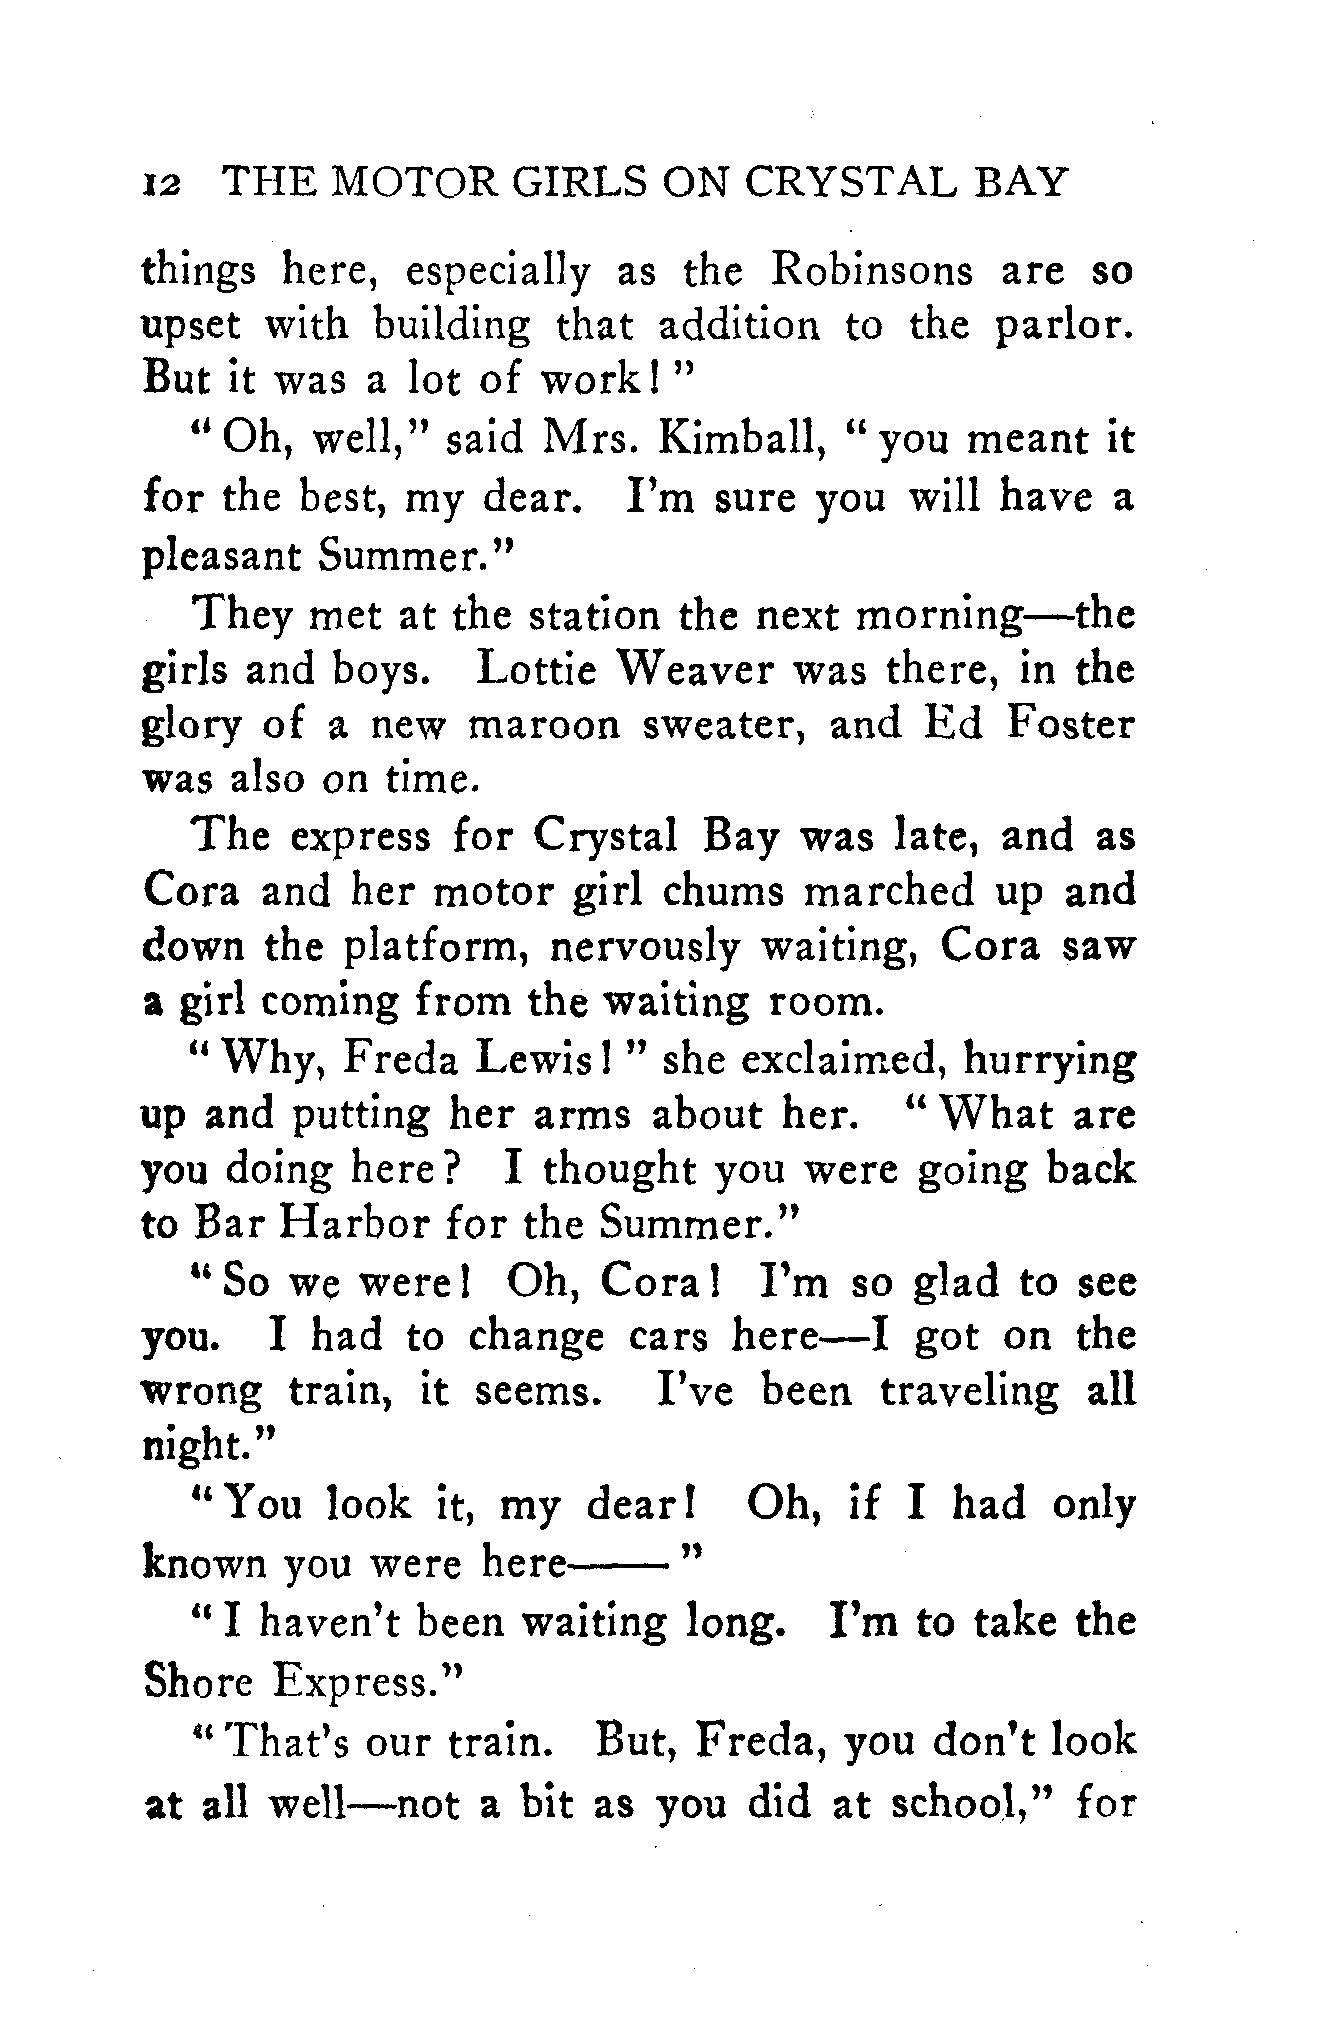 12 THE MOTOR GIRLS ON CRYSTAL BAY
things here, especially as the Robinsons are so
upset with building that addition to the parlor.
But it was a lot of work!"
"Oh, well," said Mrs. Kimball, "you meant it
for the best, my dear. I'm sure you will have a
pleasant Summer."
They met at the station the next morning—the
girls and boys. Lottie Weaver was there, in the
glory of a new maroon sweater, and Ed Foster
was also on time.
The express for Crystal Bay was late, and as
Cora and her motor girl chums marched up and
down the platform, nervously waiting, Cora saw
a girl coming from the waiting room.
"Why, Freda Lewis!" she exclaimed, hurrying
up and putting her arms about her. "What are
you doing here? I thought you were going back
to Bar Harbor for the Summer."
"So we were! Oh, Cora! I'm so glad to see
you. I had to change cars here—I got on the
wrong train, it seems. I've been traveling all
night."
"You look it, my dear! Oh, if I had only
known you were here——"
"I haven't been waiting long. I'm to take the
Shore Express."
"That's our train. But, Freda, you don't look
at all well—not a bit as you did at school," for